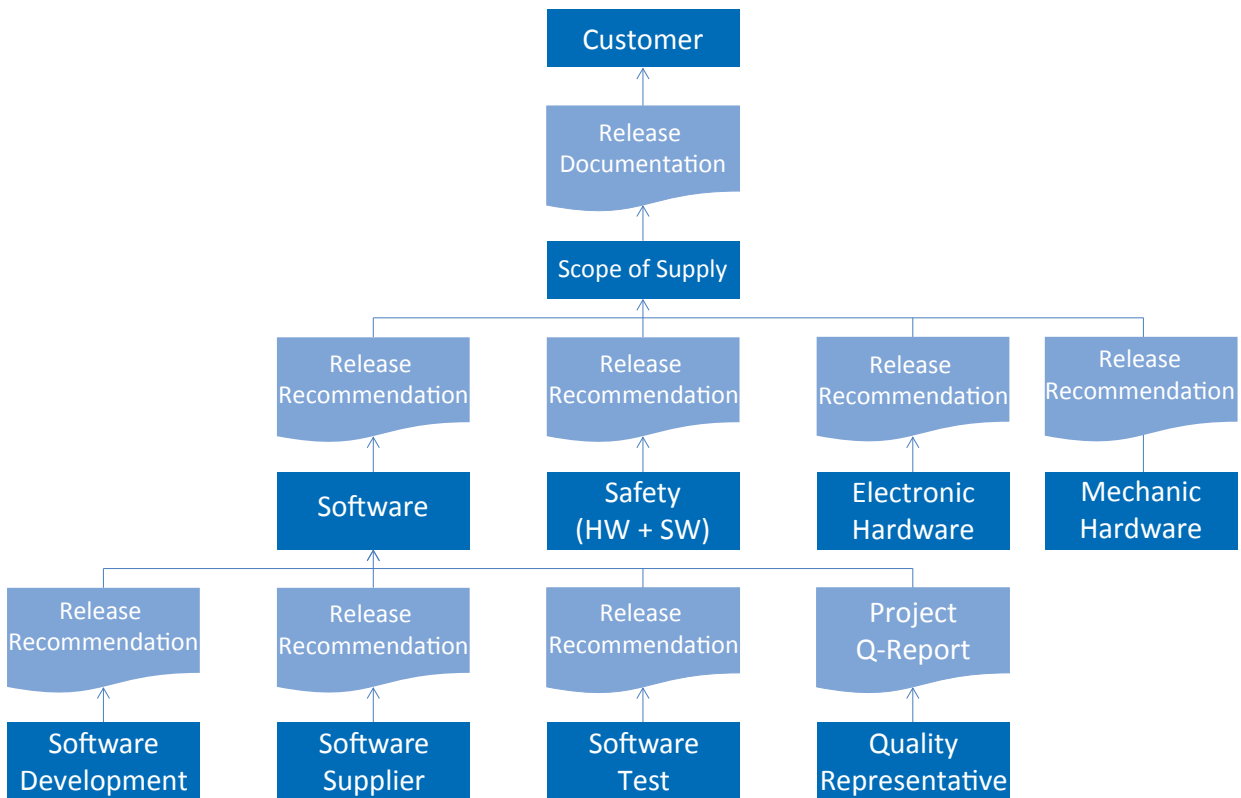 Customer
Release
Documentation
Scope of Supply
Release
Recommendation
Release
Recommendation
Release
Recommendation
Release
Recommendation
Software
Safety
(HW + SW)
Electronic
Hardware
Mechanic
Hardware
Release
Recommendation
Release
Recommendation
Release
Recommendation
Project
Q-Report
Software
Development
Software
Supplier
Software
Test
Quality
Representative